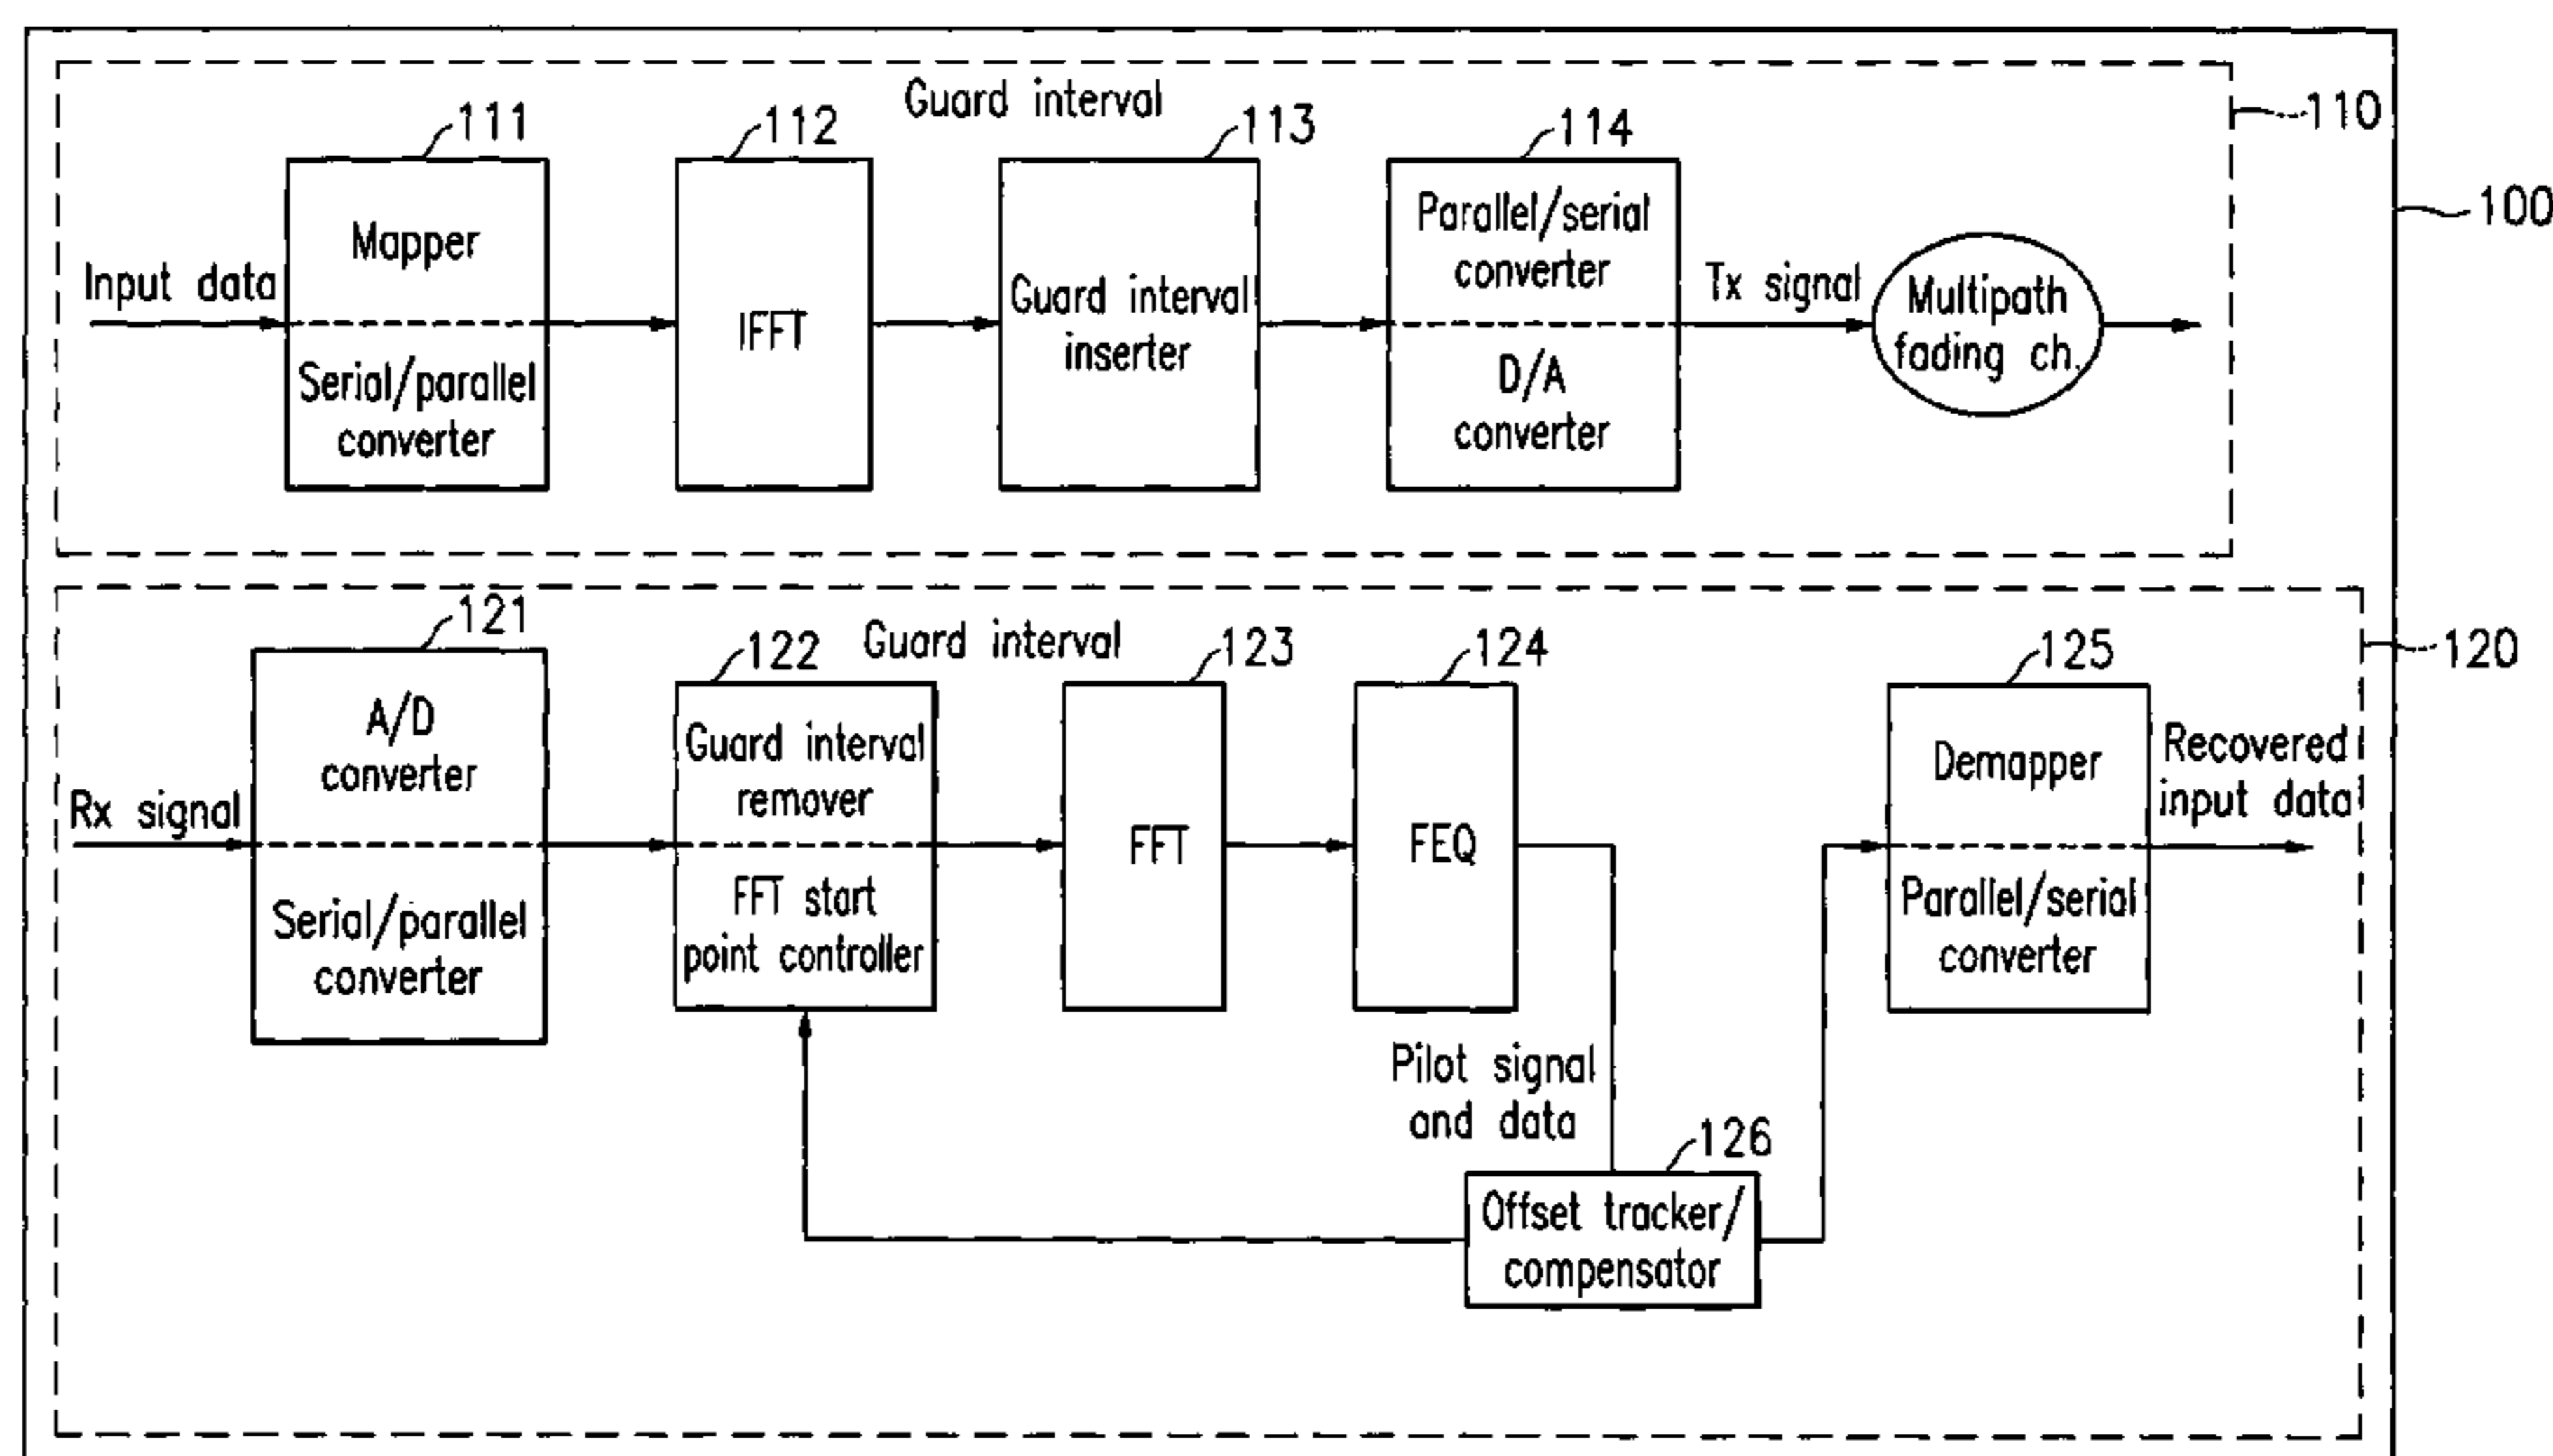 Guard interval
111
112
113
114
110
100
Input data
Mapper
Serial/parallel
converter
IFFT
Guard interval
inserter
Parallel/serial
converter
D/A
converter
Tx signal
Multipath
fading ch.
121
122
Guard interval
123
124
125
120
Rx signal
A/D
converter
Serial/parallel
converter
Guard interval
remover
FFT start
point controller
FFT
FEQ
Demapper
Parallel/serial
converter
Recovered
input data
Pilot signal
and data
126
Offset tracker/
compensator